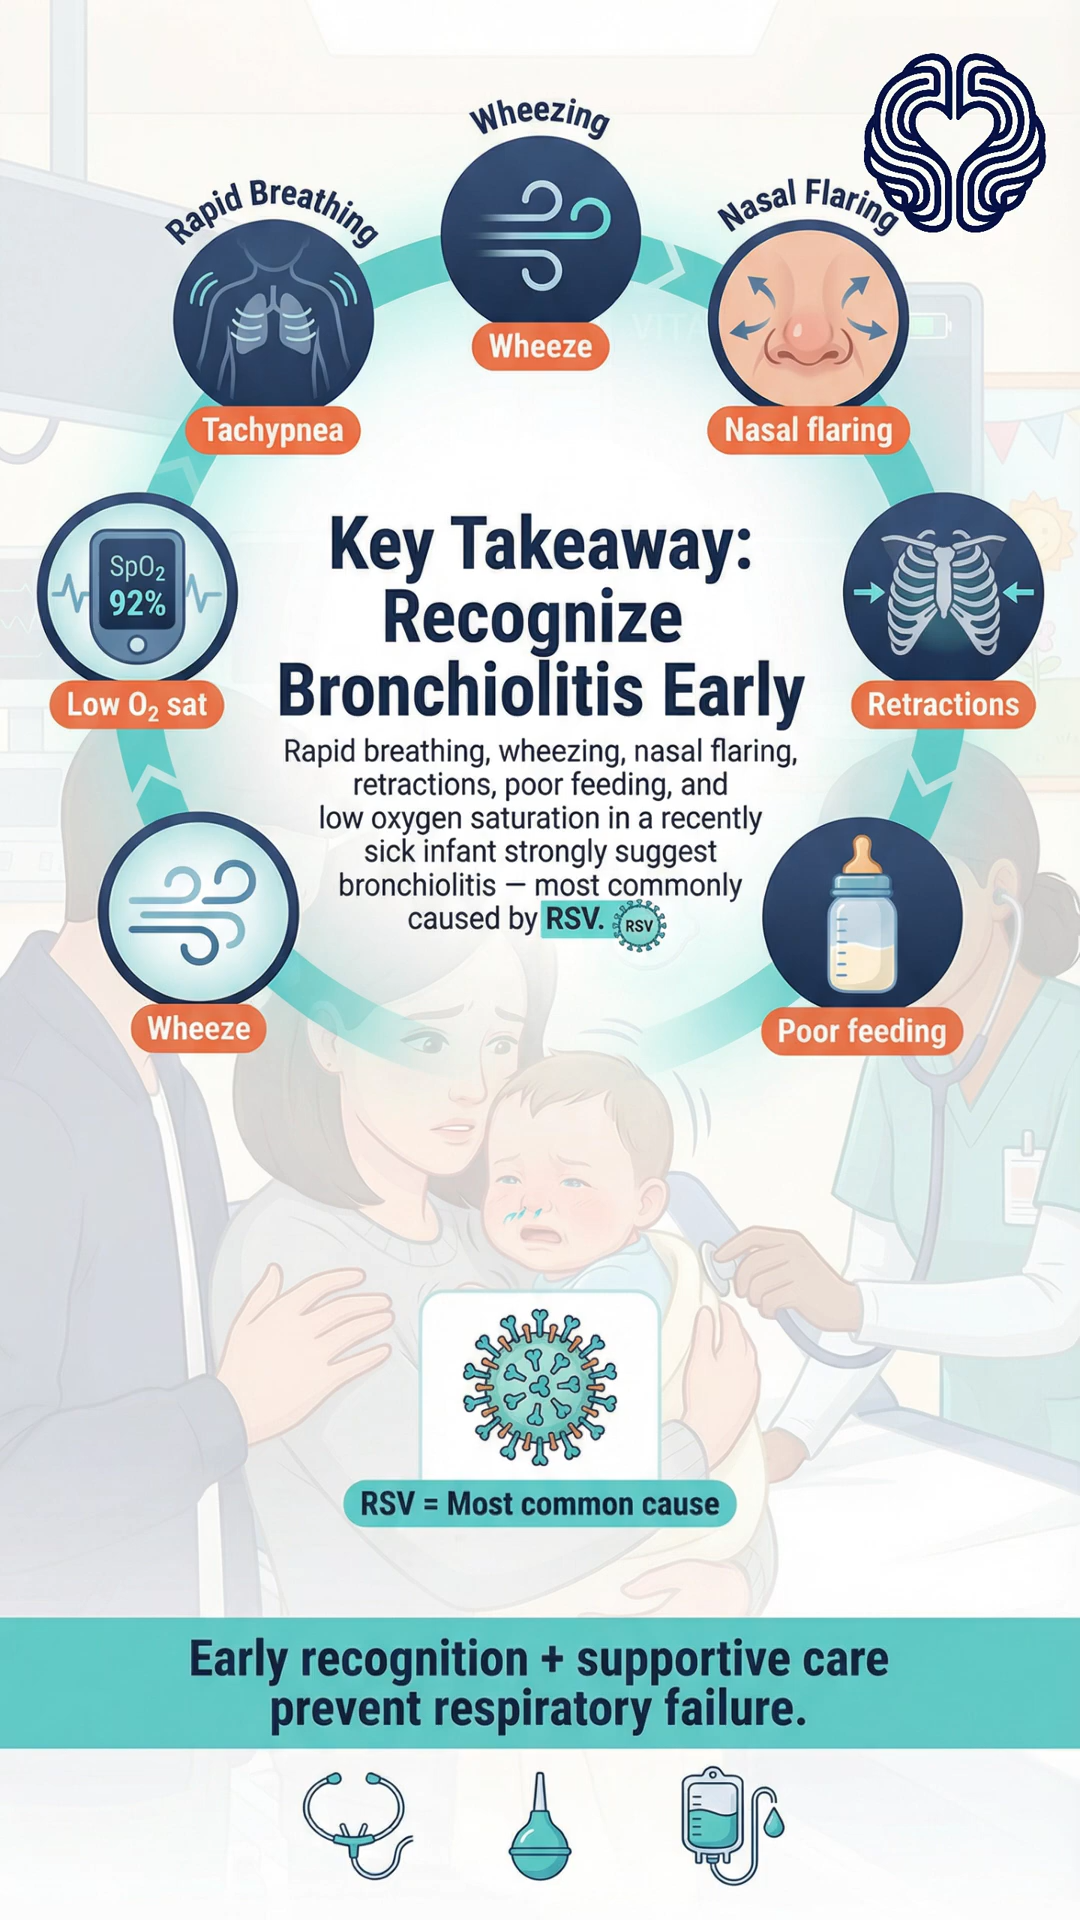 Wheezing
Rapid Breathing
Nasal Flaring
Wheeze
Tachypnea
Nasal flaring
SpO₂
92%
Low O₂ sat
Retractions
Key Takeaway:
Recognize
Bronchiolitis Early
Rapid breathing, wheezing, nasal flaring,
retractions, poor feeding, and
low oxygen saturation in a recently
sick infant strongly suggest
bronchiolitis — most commonly
caused by RSV.
RSV
Wheeze
Poor feeding
RSV = Most common cause
Early recognition + supportive care
prevent respiratory failure.